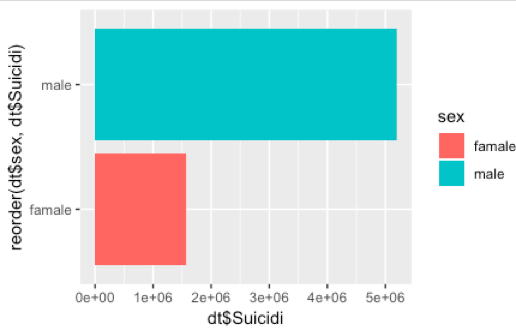 reorder(dt$sex, dt$Suicidi)
male
famale
0e+00 1e+06 2e+06 3e+06 4e+06 5e+06
dt$Suicidi
sex
famale
male